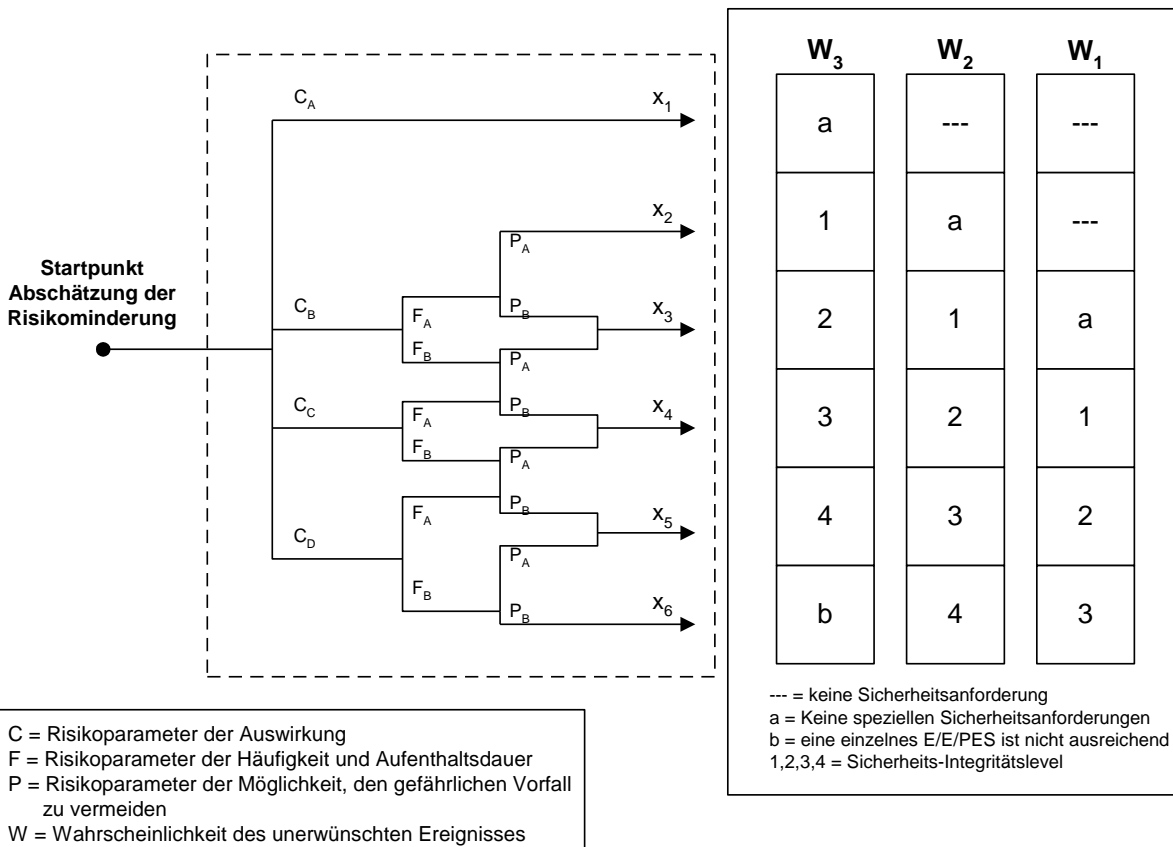 W3 W2 W1
CA X1
a --- ---
X2
1 a ---
PA
Startpunkt
Abschätzung der
Risikominderung
CB FA PB X3
2 1 a
FB PA
CC FA PB X4
3 2 1
FB PA
FA PB X5
4 3 2
CD PA
FB PB X6
b 4 3
--- = keine Sicherheitsanforderung
a = Keine speziellen Sicherheitsanforderungen
b = eine einzelnes E/E/PES ist nicht ausreichend
1,2,3,4 = Sicherheits-Integritätslevel
C = Risikoparameter der Auswirkung
F = Risikoparameter der Häufigkeit und Aufenthaltsdauer
P = Risikoparameter der Möglichkeit, den gefährlichen Vorfall
zu vermeiden
W = Wahrscheinlichkeit des unerwünschten Ereignisses